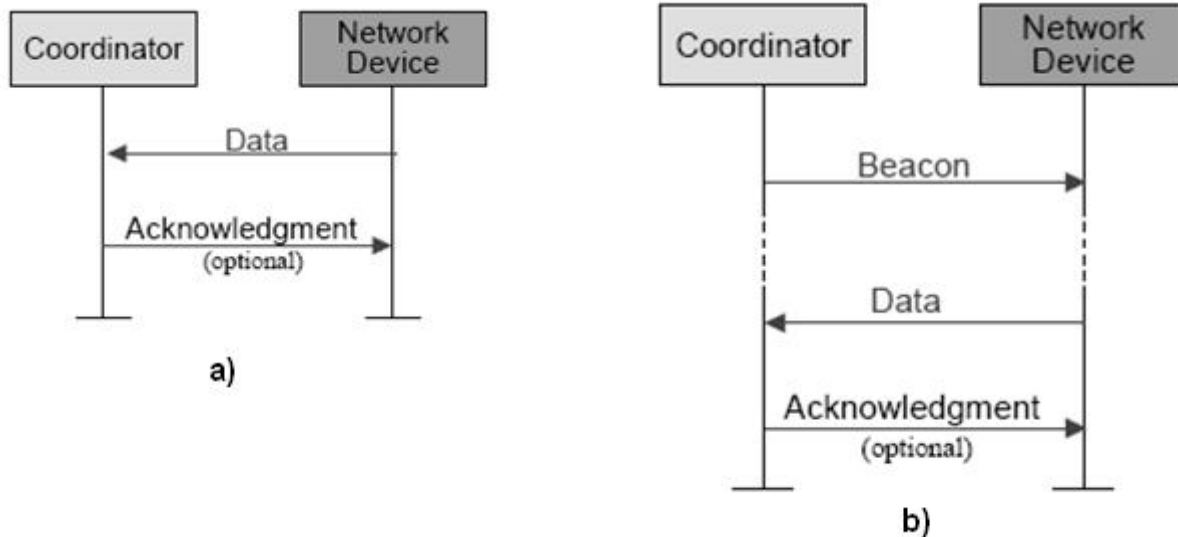 Coordinator
Network
Device
Data
Acknowledgment
(optional)
a)
Coordinator
Network
Device
Beacon
Data
Acknowledgment
(optional)
b)